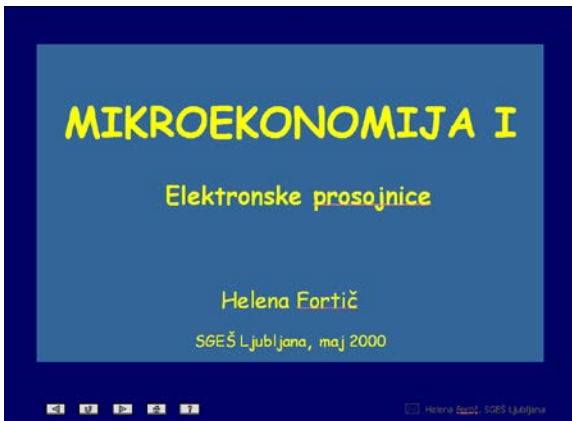 MIKROEKONOMIJA I
Elektronske prosojnice
Helena Fortič
SGEŠ Ljubljana, maj 2000
Helena Fortič, SGEŠ Ljubljana